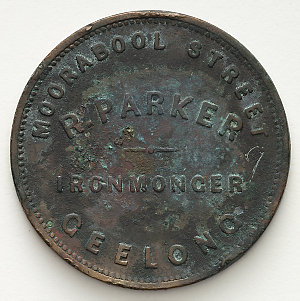 MOORABOOL STREET
R. PARKER
IRONMONGER
GEELONG